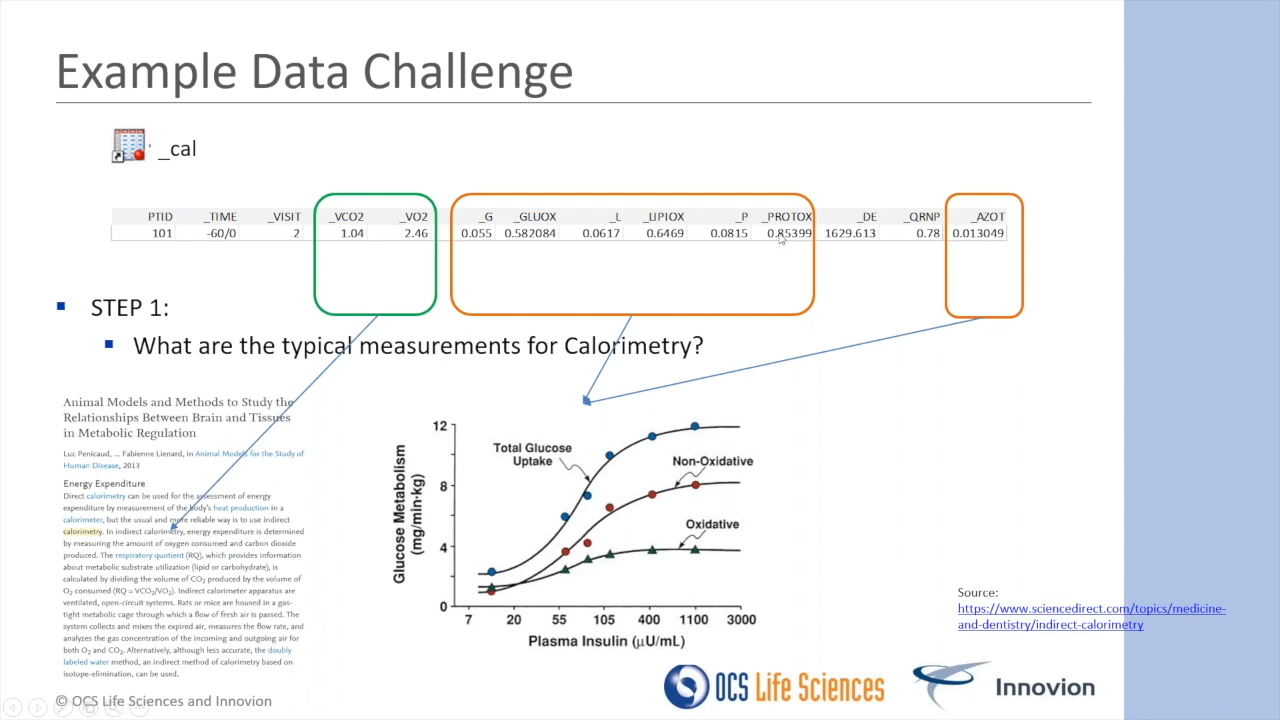 Example Data Challenge
_cal
PTID _TIME _VISIT _VCO2 _VO2 _G _GLUOX _L _LIPIOX _P _PROTOX _DE _QRNP _AZOT
101 -60/0 2 1.04 2.46 0.055 0.582084 0.0617 0.6469 0.0815 0.85399 1629.613 0.78 0.013049
STEP 1:
What are the typical measurements for Calorimetry?
Animal Models and Methods to Study the
Relationships Between Brain and Tissues
in Metabolic Regulation
Luc Penicaud, ... Fabienne Lienard, in Animal Models for the Study of
Human Disease, 2013
Energy Expenditure
Direct calorimetry can be used for the assessment of energy
expenditure by measurement of the body's heat production in a
calorimeter, but the usual and more reliable way is to use indirect
calorimetry. In indirect calorimetry, energy expenditure is determined
by measuring the amount of oxygen consumed and carbon dioxide
produced. The respiratory quotient (RQ), which provides information
about metabolic substrate utilization (lipid or carbohydrate), is
calculated by dividing the volume of CO2 produced by the volume of
O2 consumed (RQ = VCO2/VO2). Indirect calorimeter apparatus are
ventilated, open-circuit systems. Rats or mice are housed in a gas-
tight metabolic cage through which a flow of fresh air is passed. The
system collects and mixes the expired air, measures the flow rate, and
analyzes the gas concentration of the incoming and outgoing air for
both O2 and CO2. Alternatively, although less accurate, the doubly
labeled water method, an indirect method of calorimetry based on
isotope-elimination, can be used.
Glucose Metabolism
(mg/min·kg)
12
8
4
0
Total Glucose
Uptake
Non-Oxidative
Oxidative
7 20 55 105 400 1100 3000
Plasma Insulin (μU/mL)
Source:
https://www.sciencedirect.com/topics/medicine-
and-dentistry/indirect-calorimetry
© OCS Life Sciences and Innovion
OCS Life Sciences
Innovion